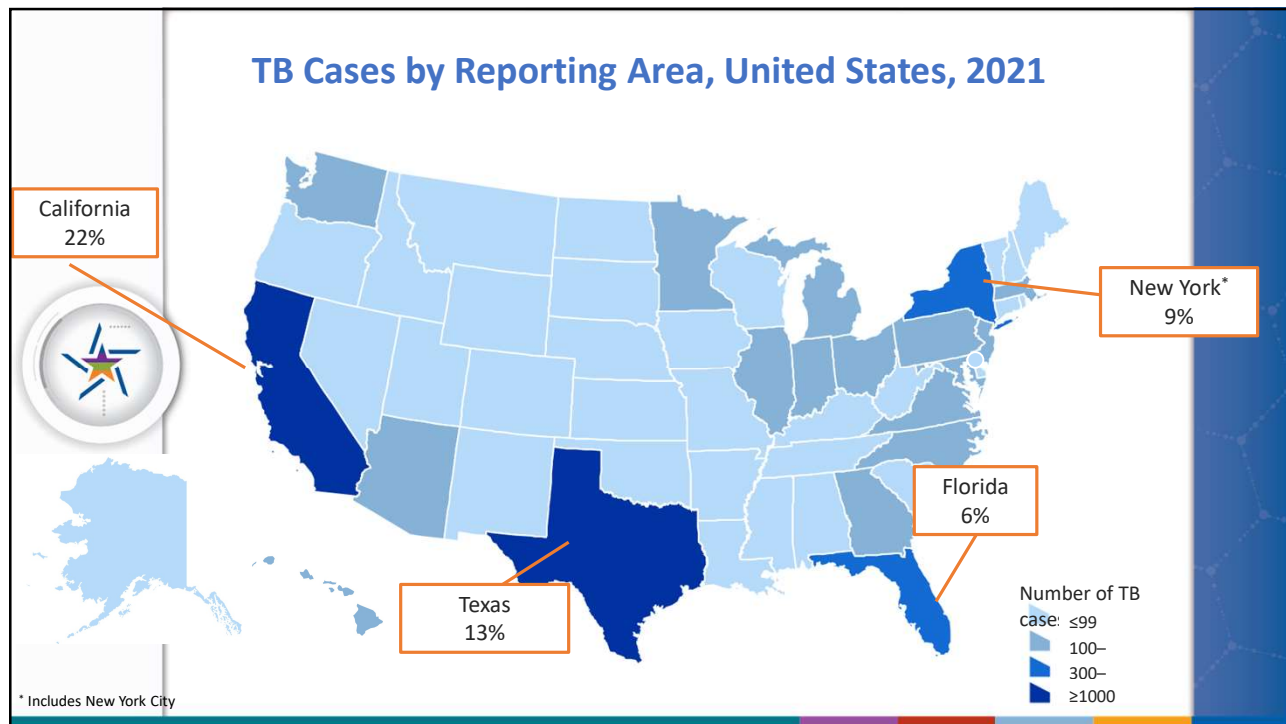 TB Cases by Reporting Area, United States, 2021
California
22%
New York*
9%
Florida
6%
Texas
13%
Number of TB
cases
≤99
100–
300–
≥1000
* Includes New York City